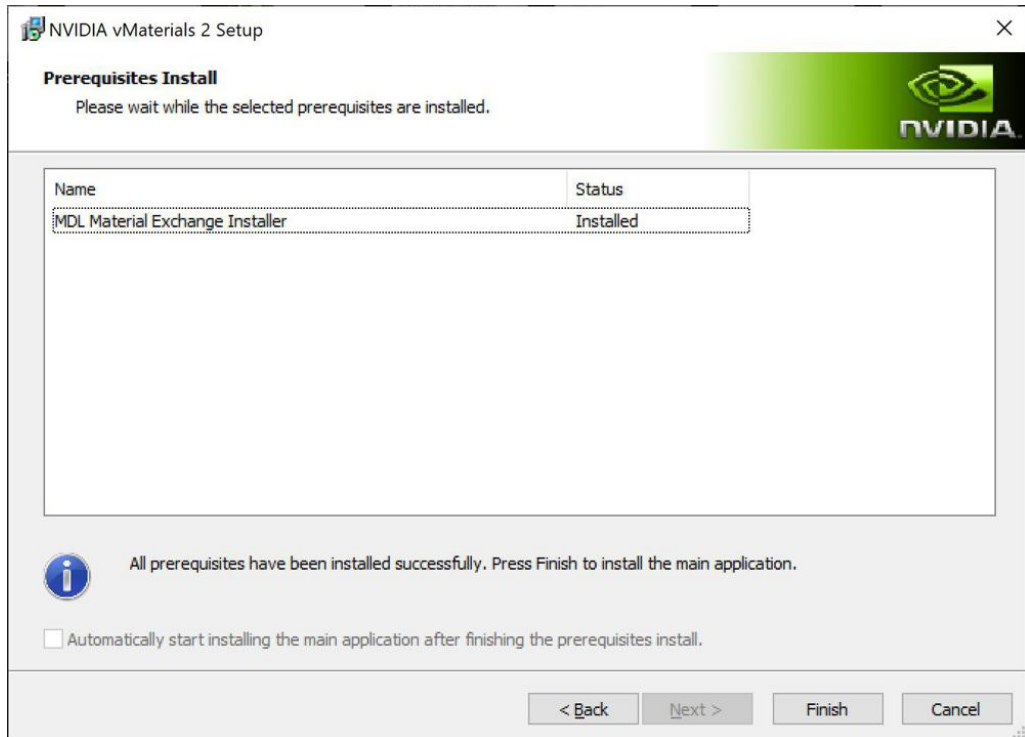 NVIDIA vMaterials 2 Setup
Prerequisites Install
Please wait while the selected prerequisites are installed.
NVIDIA
Name Status
MDL Material Exchange Installer Installed
All prerequisites have been installed successfully. Press Finish to install the main application.
Automatically start installing the main application after finishing the prerequisites install.
< Back Next > Finish Cancel